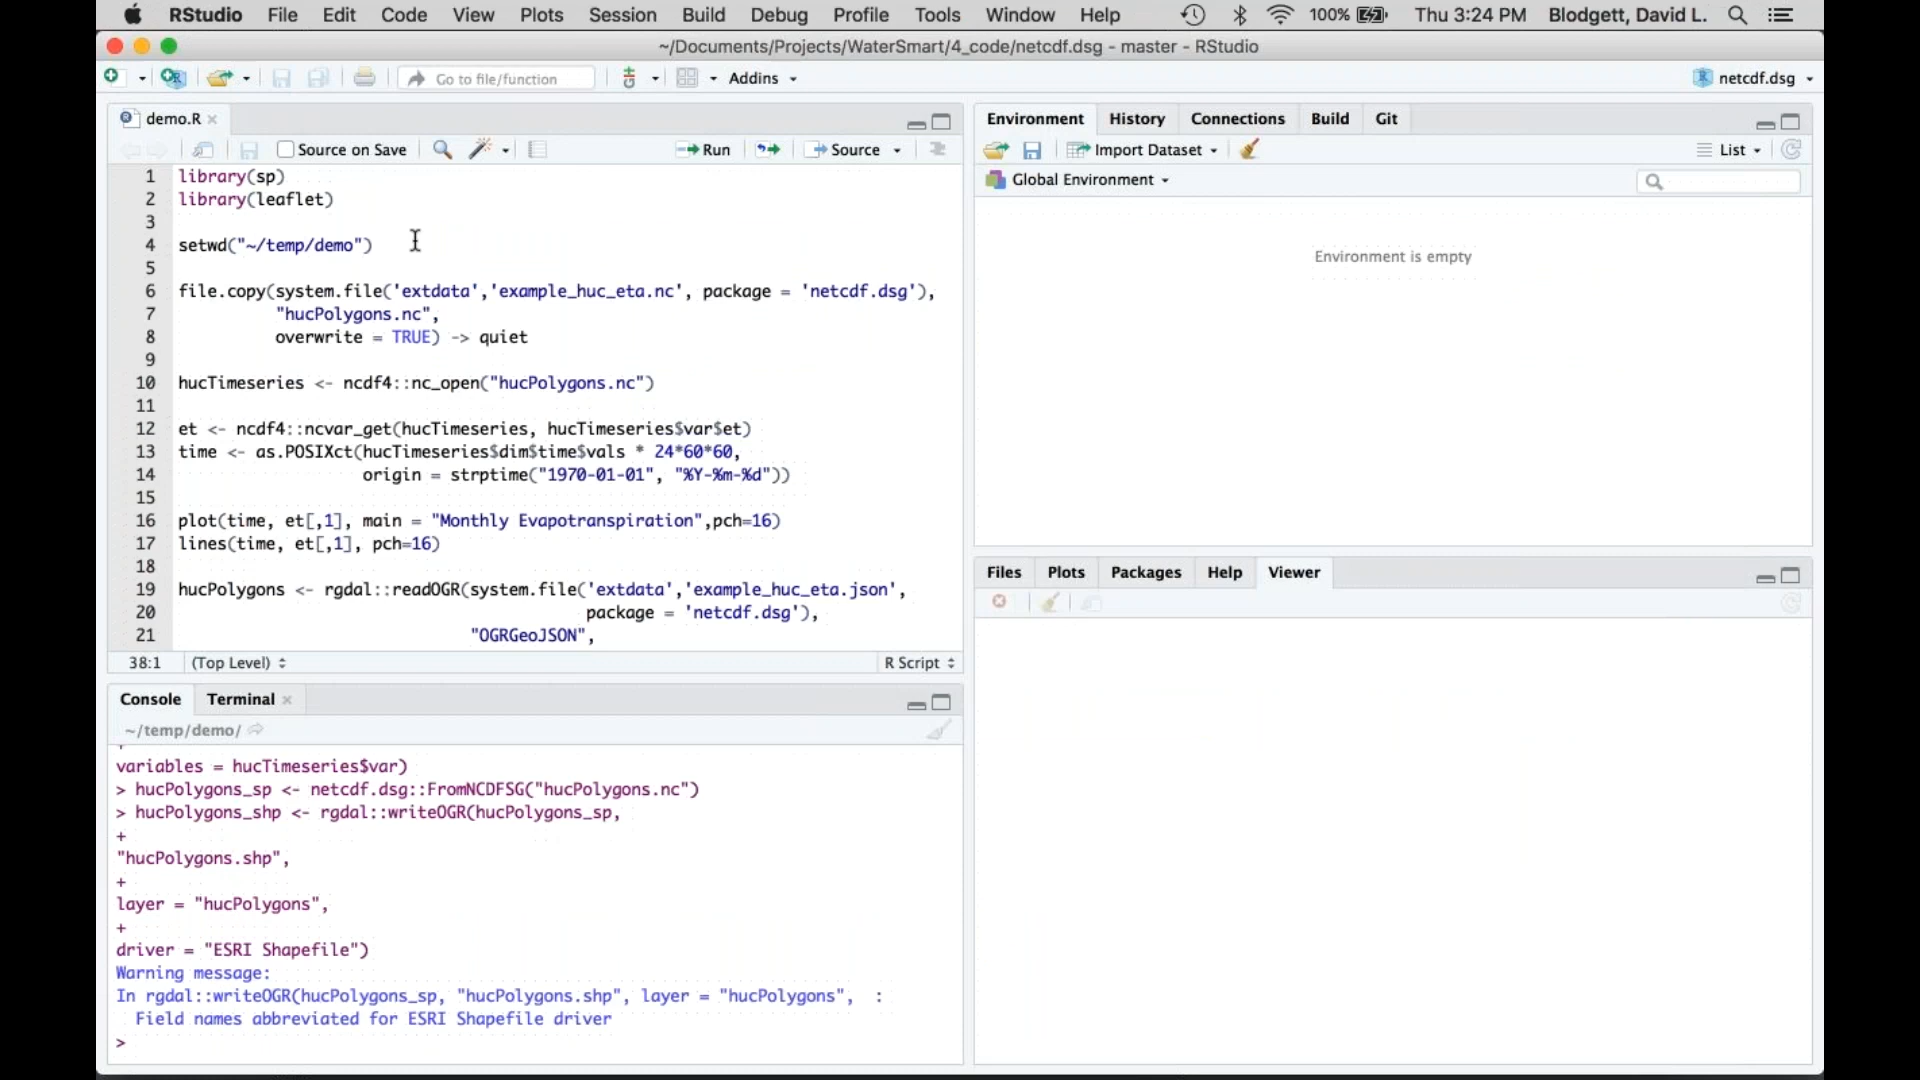 RStudio File Edit Code View Plots Session Build Debug Profile Tools Window Help 100% Thu 3:24 PM Blodgett, David L.
~/Documents/Projects/WaterSmart/4_code/netcdf.dsg - master - RStudio
Go to file/function Addins netcdf.dsg
demo.R
Source on Save Run Source
1 library(sp)
2 library(leaflet)
3
4 setwd("~/temp/demo")
5
6 file.copy(system.file('extdata','example_huc_eta.nc', package = 'netcdf.dsg'),
7 "hucPolygons.nc",
8 overwrite = TRUE) -> quiet
9
10 hucTimeseries <- ncdf4::nc_open("hucPolygons.nc")
11
12 et <- ncdf4::ncvar_get(hucTimeseries, hucTimeseries$var$et)
13 time <- as.POSIXct(hucTimeseries$dim$time$vals * 24*60*60,
14 origin = strptime("1970-01-01", "%Y-%m-%d"))
15
16 plot(time, et[,1], main = "Monthly Evapotranspiration",pch=16)
17 lines(time, et[,1], pch=16)
18
19 hucPolygons <- rgdal::readOGR(system.file('extdata','example_huc_eta.json',
20 package = 'netcdf.dsg'),
21 "OGRGeoJSON",
38:1 (Top Level) R Script
Console Terminal
~/temp/demo/
+
variables = hucTimeseries$var)
> hucPolygons_sp <- netcdf.dsg::FromNCDFSG("hucPolygons.nc")
> hucPolygons_shp <- rgdal::writeOGR(hucPolygons_sp,
+
"hucPolygons.shp",
+
layer = "hucPolygons",
+
driver = "ESRI Shapefile")
Warning message:
In rgdal::writeOGR(hucPolygons_sp, "hucPolygons.shp", layer = "hucPolygons", :
Field names abbreviated for ESRI Shapefile driver
>
Environment History Connections Build Git
Import Dataset List
Global Environment
Environment is empty
Files Plots Packages Help Viewer